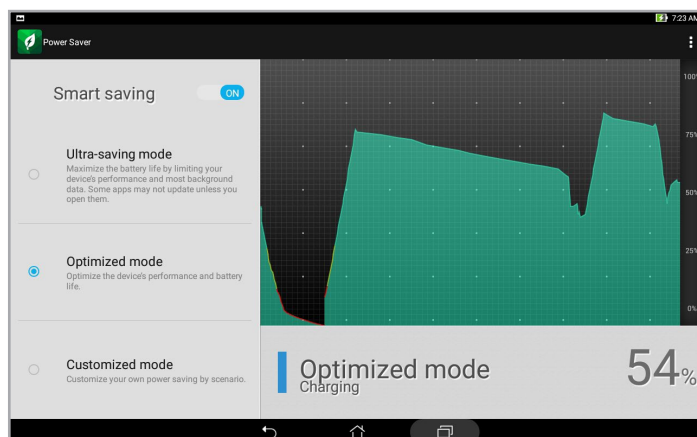 7:23 AM
Power Saver
Smart saving
ON
Ultra-saving mode
Maximize the battery life by limiting your
device's performance and most background
data. Some apps may not update unless you
open them.
Optimized mode
Optimize the device's performance and battery
life.
Customized mode
Customize your own power saving by scenario.
100%
75%
50%
25%
0%
Optimized mode
Charging
54%